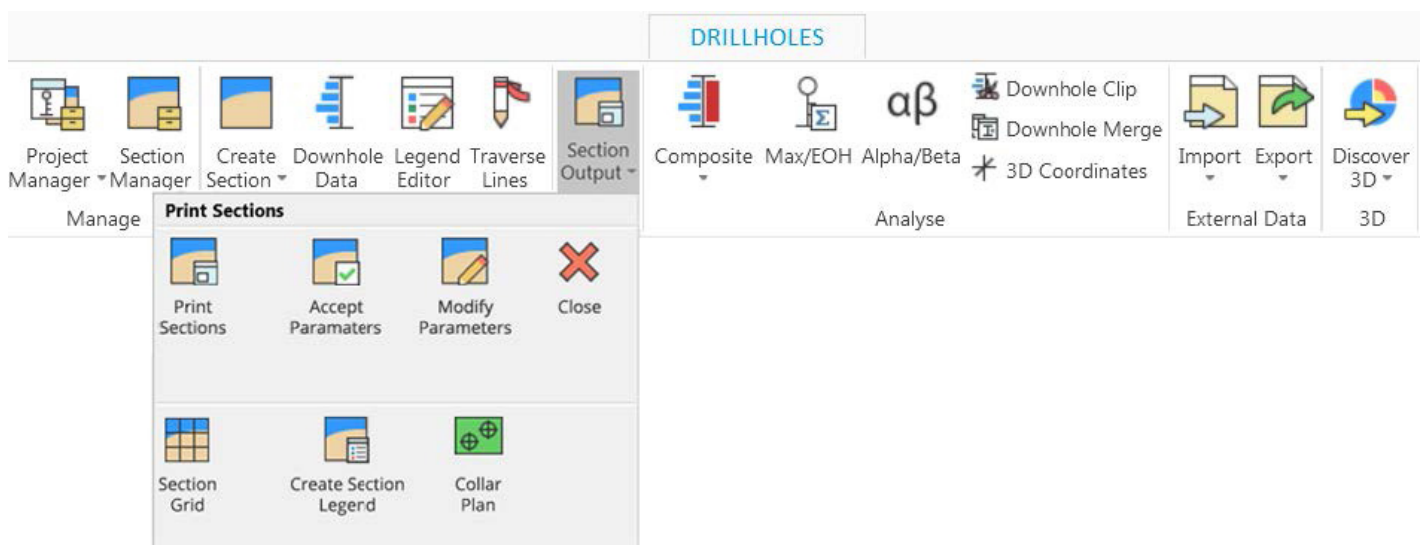 DRILLHOLES
Project Manager
Section Manager
Create Section
Downhole Data
Legend Editor
Traverse Lines
Section Output
Composite
Max/EOH
αβ
Alpha/Beta
Downhole Clip
Downhole Merge
3D Coordinates
Import
Export
Discover 3D
Manage
Analyse
External Data
3D
Print Sections
Print Sections
Accept Paramaters
Modify Parameters
Close
Section Grid
Create Section Legend
Collar Plan